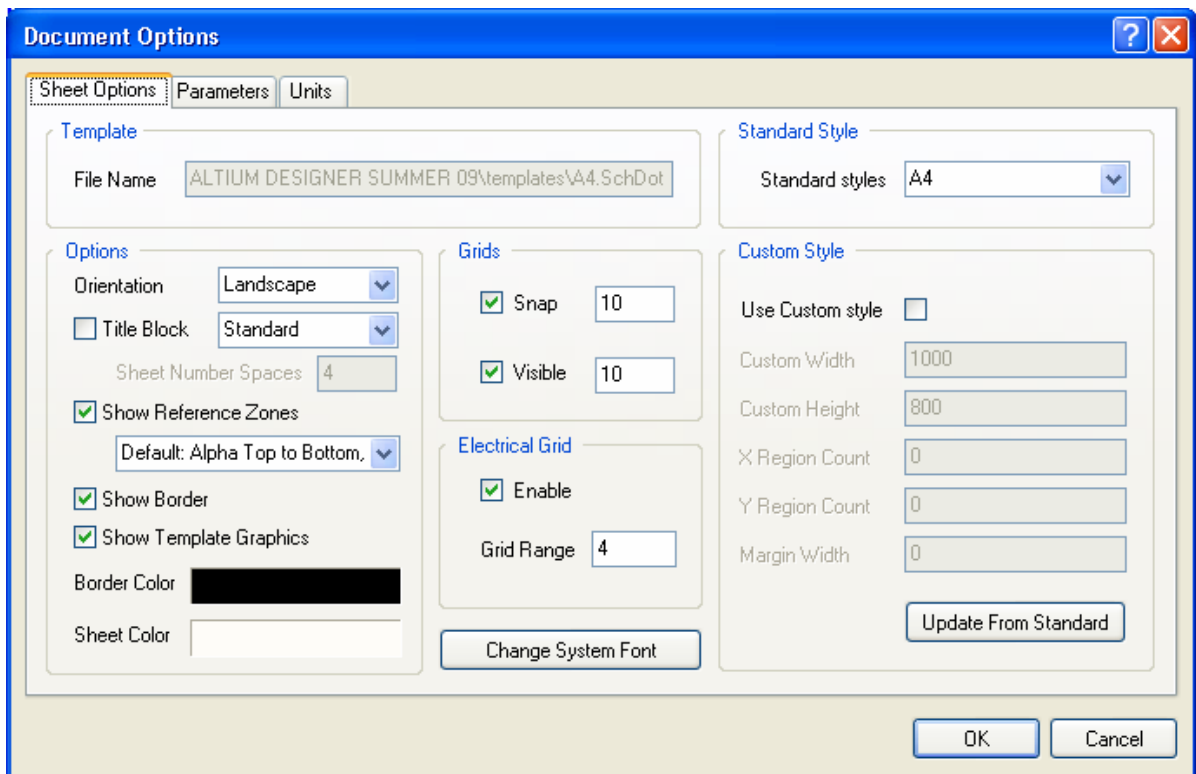 Document Options
Sheet Options Parameters Units
Template
File Name ALTIUM DESIGNER SUMMER 09\templates\A4.SchDot
Standard Style
Standard styles A4
Options
Orientation Landscape
Title Block Standard
Sheet Number Spaces 4
Show Reference Zones
Default: Alpha Top to Bottom,
Show Border
Show Template Graphics
Border Color
Sheet Color
Grids
Snap 10
Visible 10
Electrical Grid
Enable
Grid Range 4
Change System Font
Custom Style
Use Custom style
Custom Width 1000
Custom Height 800
X Region Count 0
Y Region Count 0
Margin Width 0
Update From Standard
OK Cancel